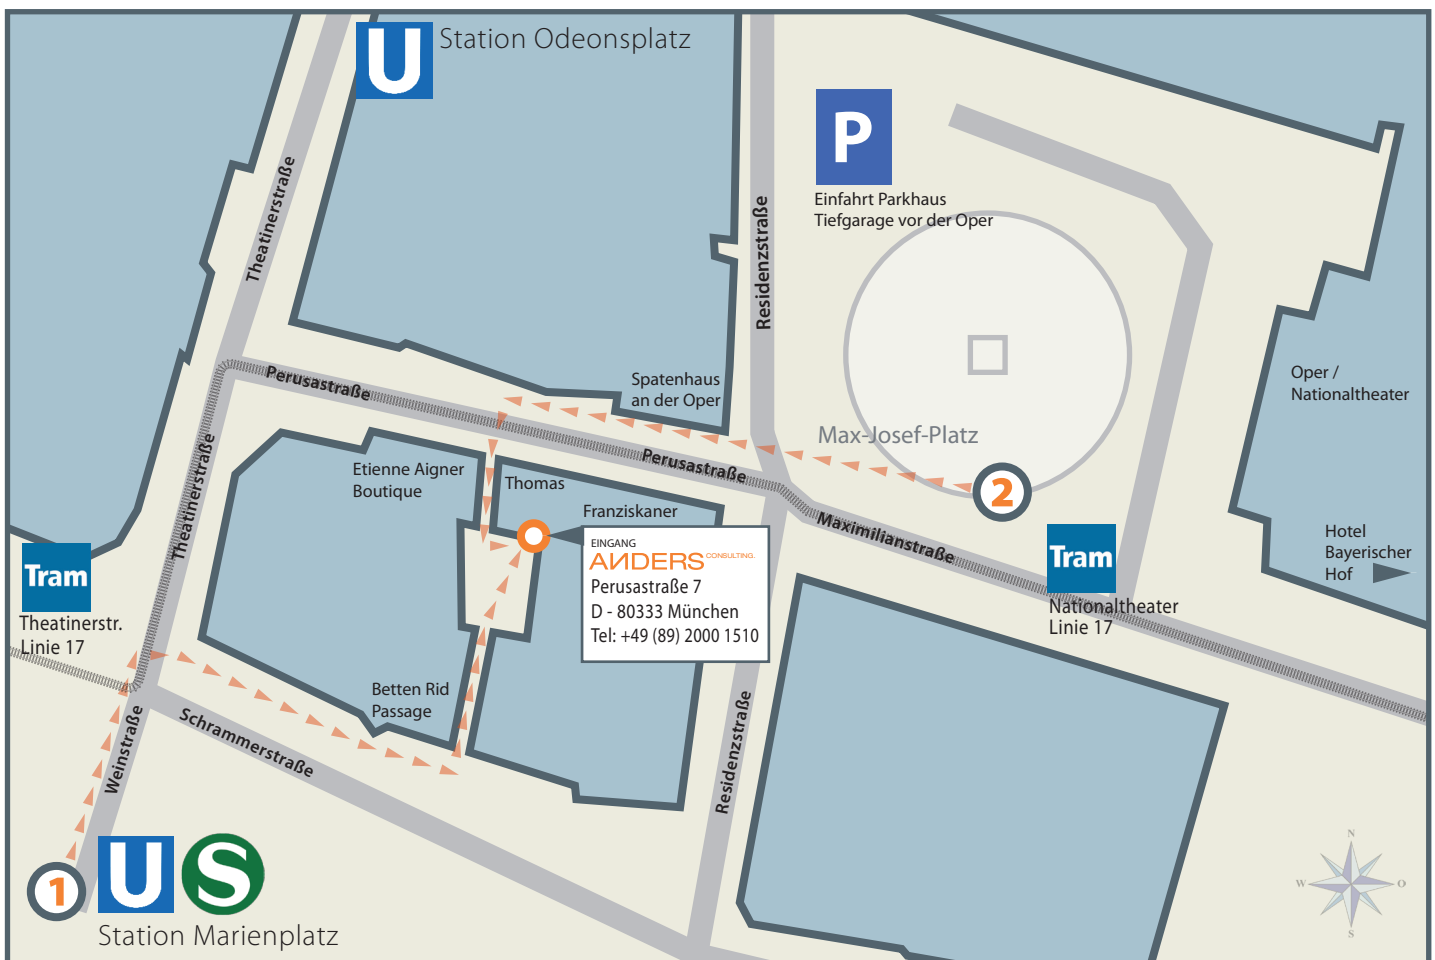 U
Station Odeonsplatz
P
Einfahrt Parkhaus
Tiefgarage vor der Oper
Theatinerstraße
Residenzstraße
Perusastraße
Spatenhaus
an der Oper
Oper /
Nationaltheater
Max-Josef-Platz
Perusastraße
Etienne Aigner
Boutique
Thomas
Theatinerstraße
2
Franziskaner
Maximilianstraße
EINGANG
ANDERS CONSULTING.
Perusastraße 7
D - 80333 München
Tel: +49 (89) 2000 1510
Hotel
Bayerischer
Hof
Tram
Nationaltheater
Linie 17
Tram
Theatinerstr.
Linie 17
Betten Rid
Passage
Weinstraße
Schrammerstraße
Residenzstraße
1
U
S
Station Marienplatz
N
W
O
S